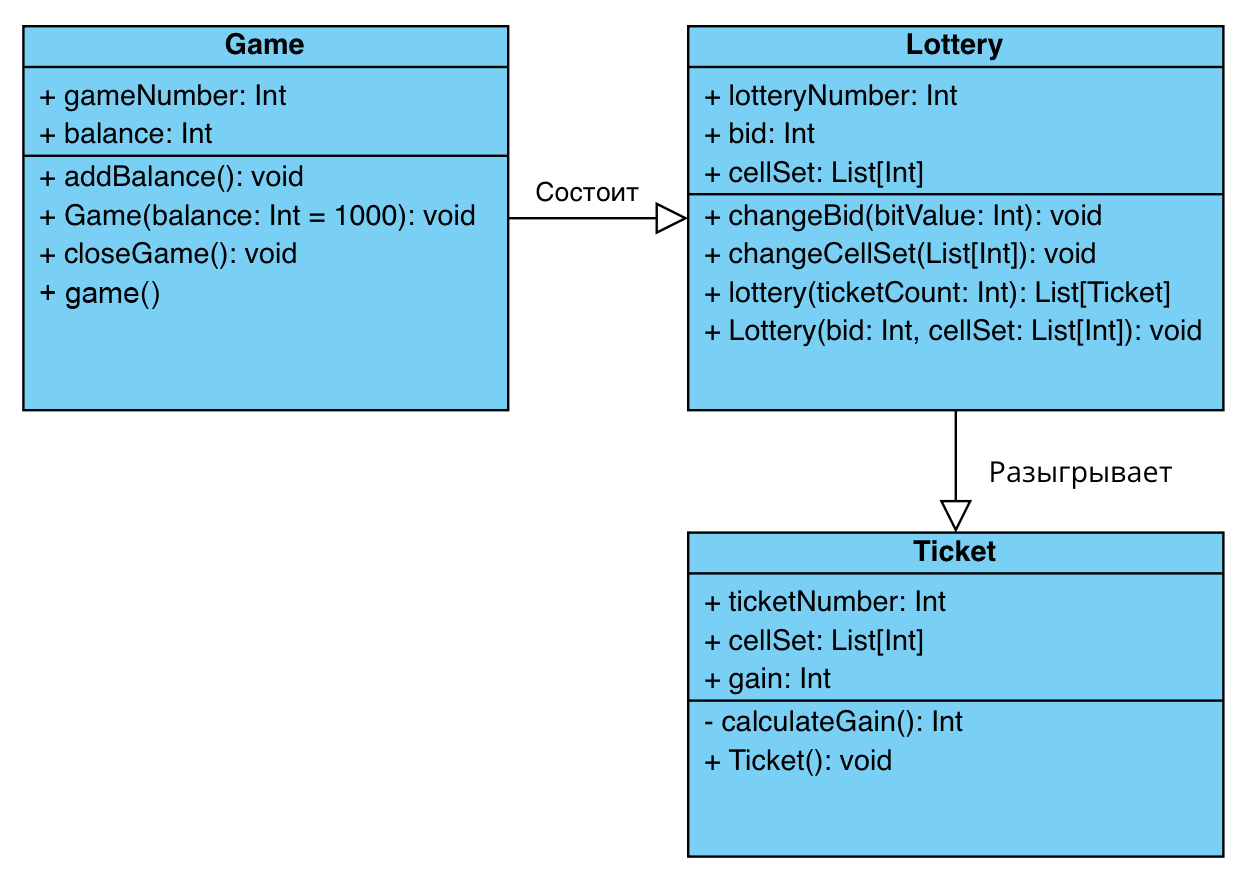 Game
+ gameNumber: Int
+ balance: Int
+ addBalance(): void
+ Game(balance: Int = 1000): void
+ closeGame(): void
+ game()
Состоит
Lottery
+ lotteryNumber: Int
+ bid: Int
+ cellSet: List[Int]
+ changeBid(bitValue: Int): void
+ changeCellSet(List[Int]): void
+ lottery(ticketCount: Int): List[Ticket]
+ Lottery(bid: Int, cellSet: List[Int]): void
Разыгрывает
Ticket
+ ticketNumber: Int
+ cellSet: List[Int]
+ gain: Int
- calculateGain(): Int
+ Ticket(): void